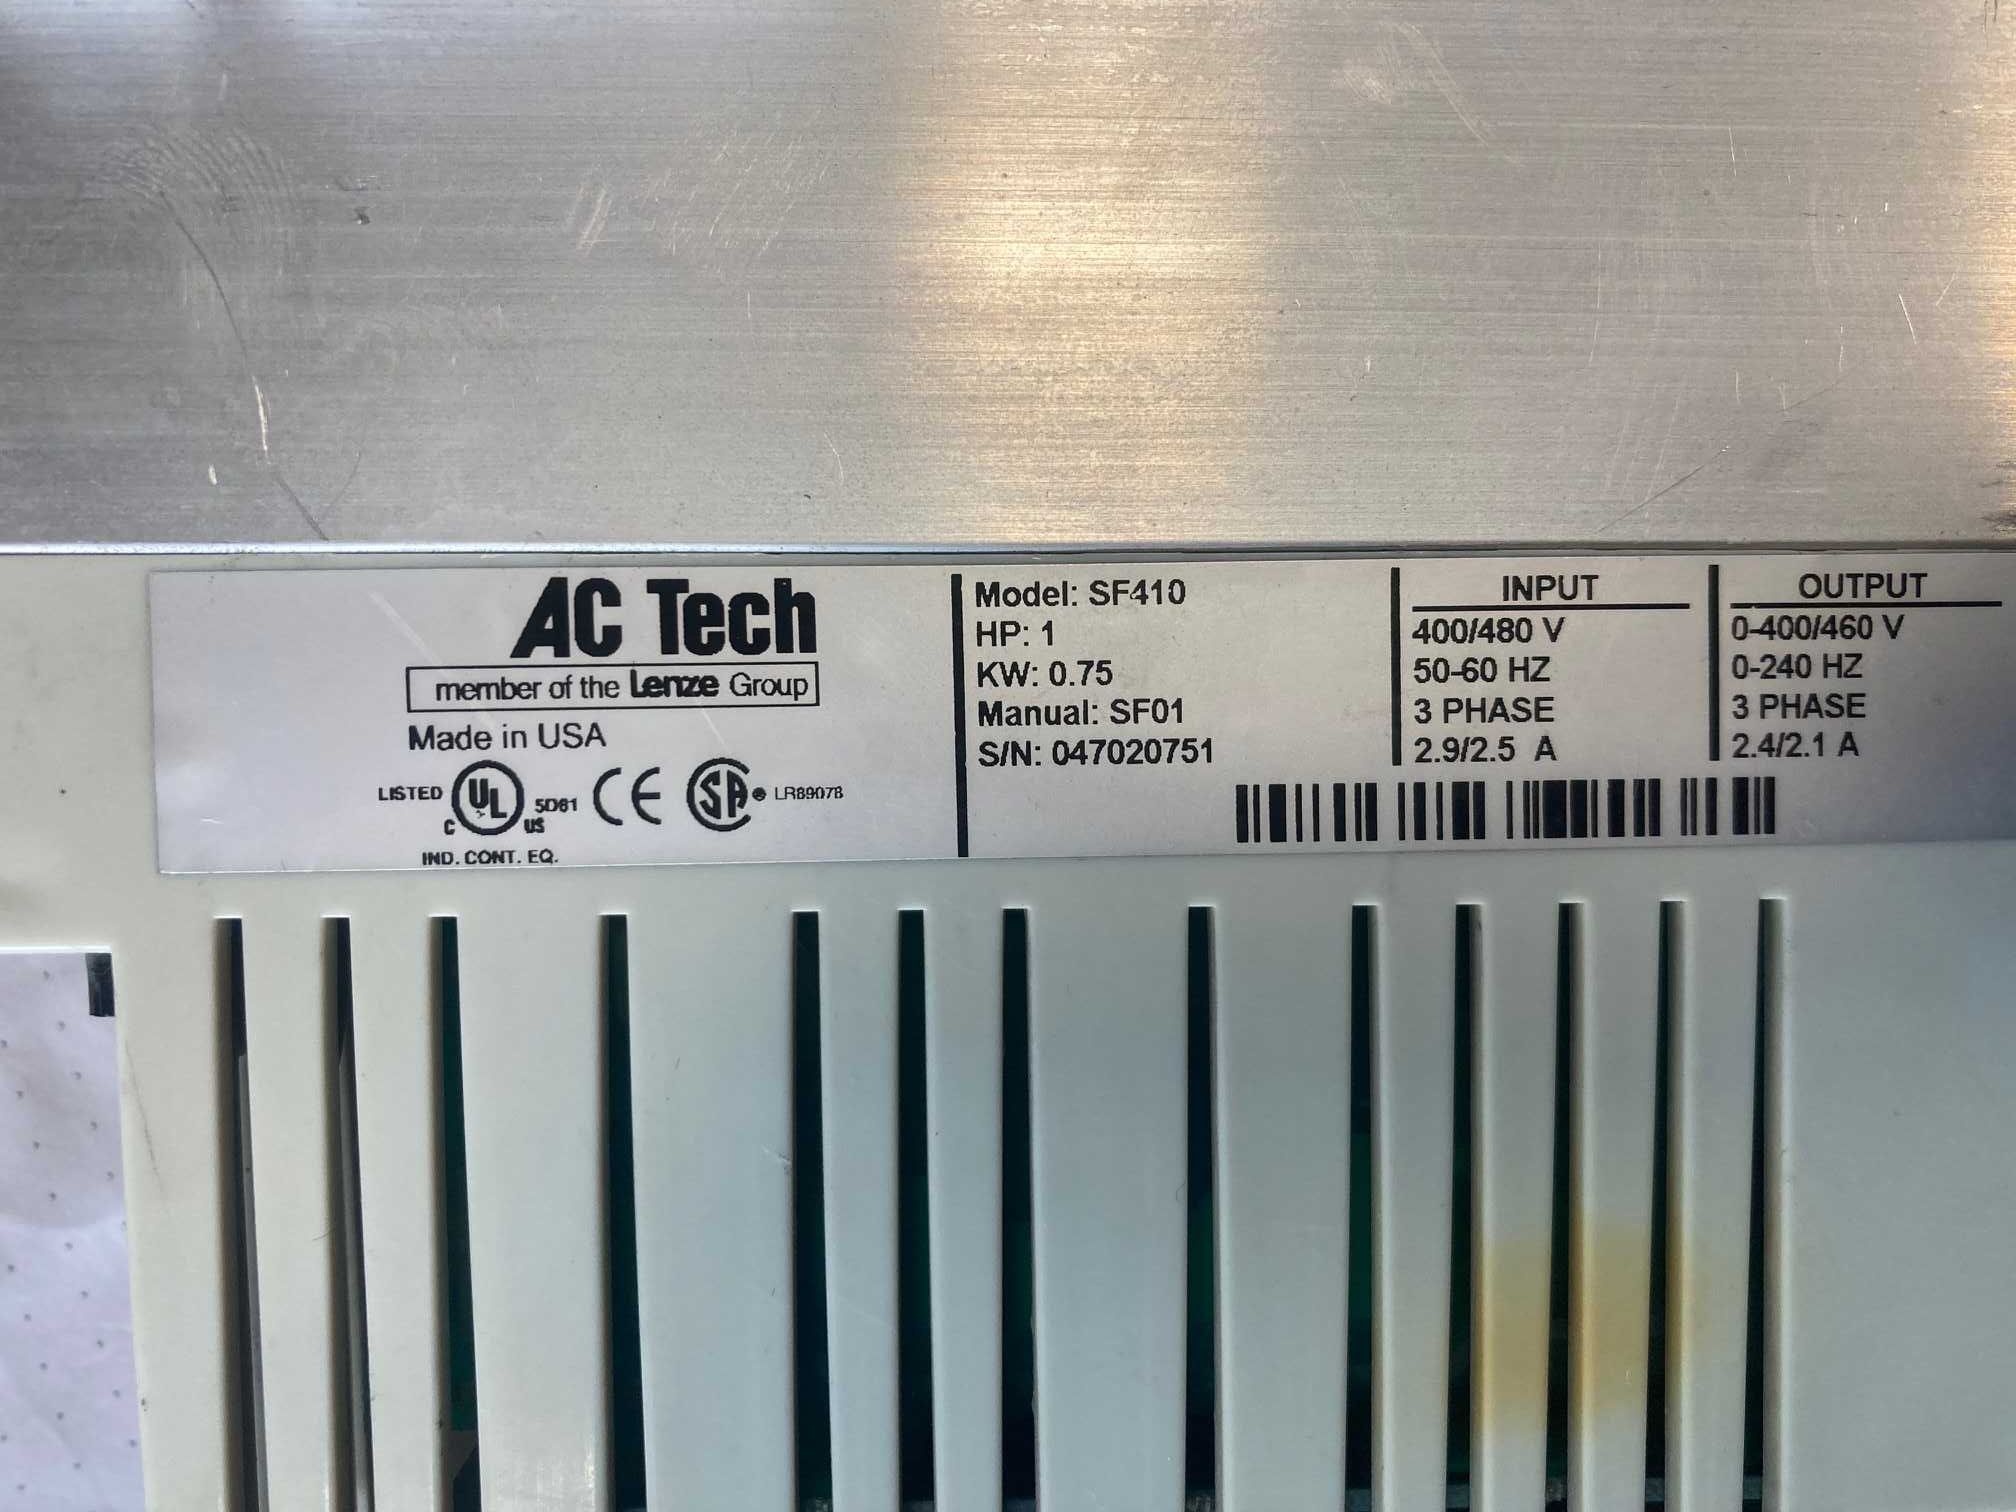 AC Tech
member of the Lenze Group
Made in USA
LISTED
C
UL
US
5D61
CE
SA
® LR89078
IND. CONT. EQ.
Model: SF410
HP: 1
KW: 0.75
Manual: SF01
S/N: 047020751
INPUT
400/480 V
50-60 HZ
3 PHASE
2.9/2.5 A
OUTPUT
0-400/460 V
0-240 HZ
3 PHASE
2.4/2.1 A